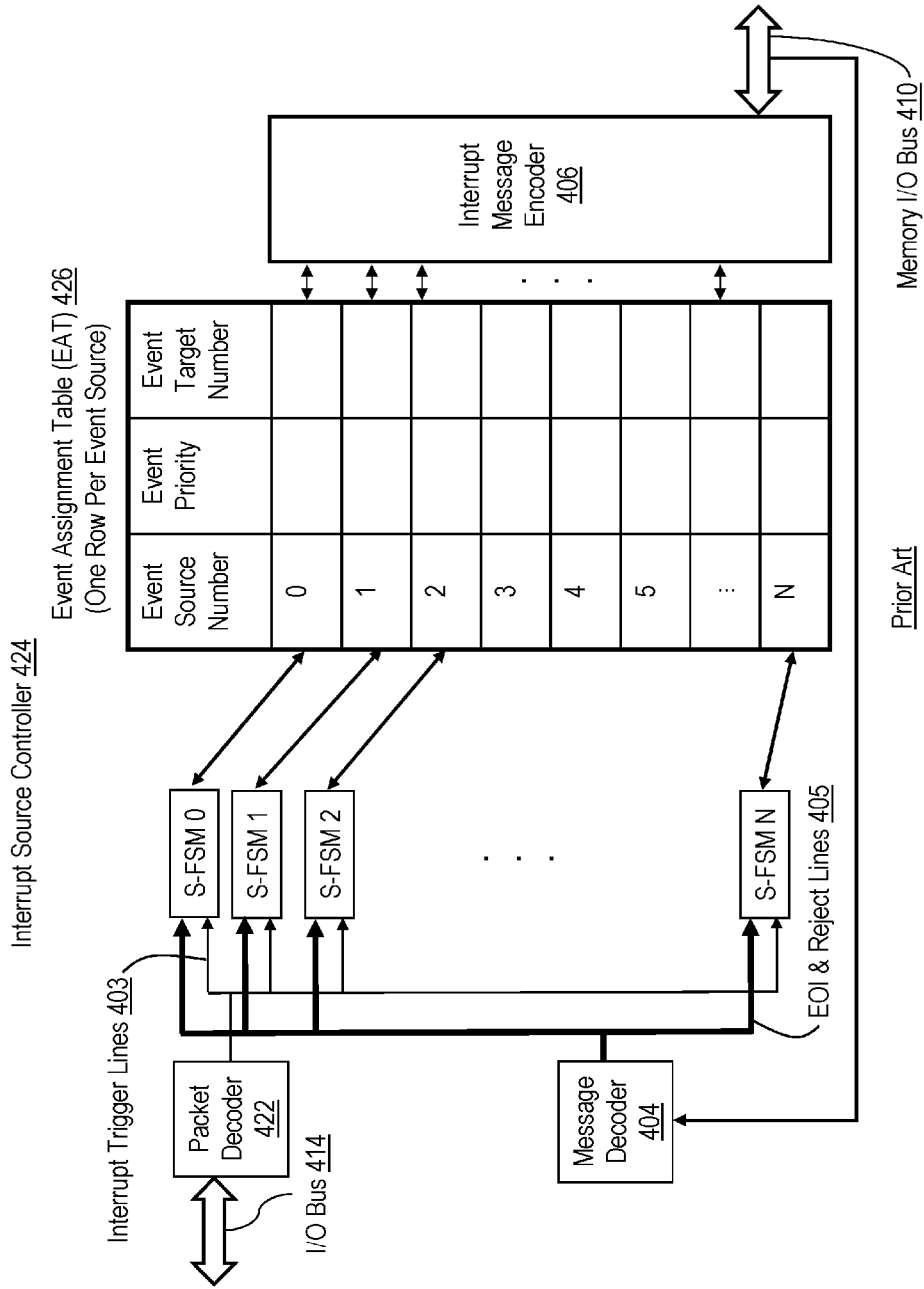 Interrupt Source Controller 424
Event Assignment Table (EAT) 426
(One Row Per Event Source)
Interrupt Trigger Lines 403
Packet
Decoder
422
I/O Bus 414
Message
Decoder
404
EOI & Reject Lines 405
S-FSM 0
S-FSM 1
S-FSM 2
. . .
S-FSM N
Event
Source
Number
Event
Priority
Event
Target
Number
0
1
2
3
4
5
...
N
. . .
Interrupt
Message
Encoder
406
Memory I/O Bus 410
Prior Art